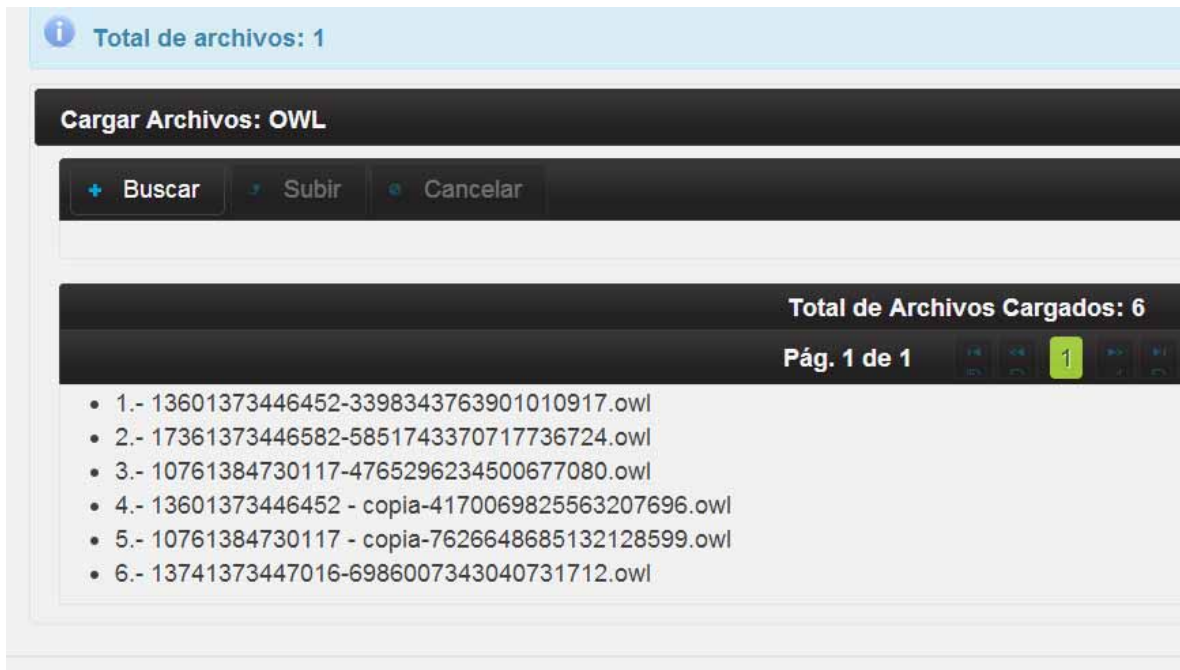 Total de archivos: 1
Cargar Archivos: OWL
Buscar Subir Cancelar
Total de Archivos Cargados: 6
Pág. 1 de 1 1
1.- 13601373446452-3398343763901010917.owl
2.- 17361373446582-5851743370717736724.owl
3.- 10761384730117-4765296234500677080.owl
4.- 13601373446452 - copia-4170069825563207696.owl
5.- 10761384730117 - copia-7626648685132128599.owl
6.- 13741373447016-6986007343040731712.owl